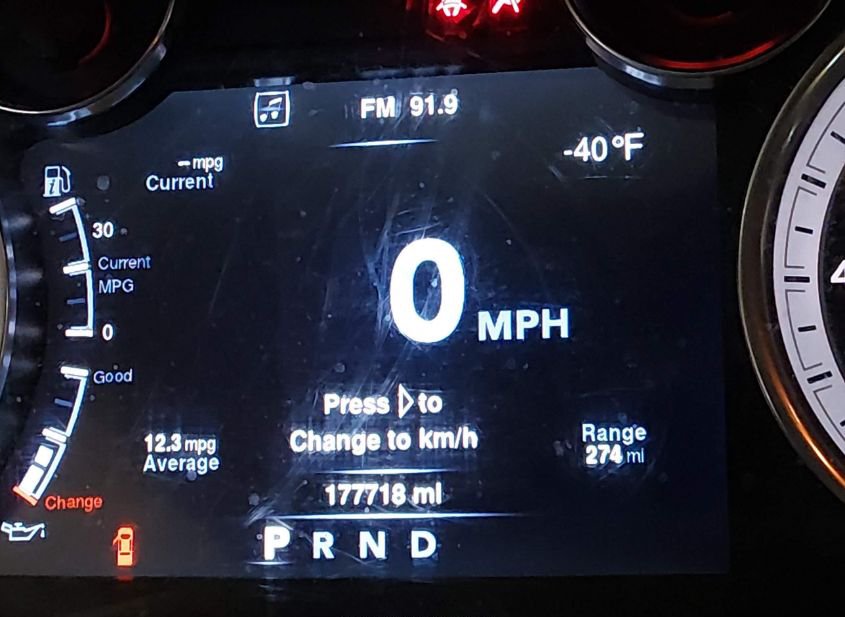 FM 91.9
-40°F
– mpg
Current
30
Current
MPG
0
0 MPH
Good
Press ▷ to
Change to km/h
12.3 mpg
Average
Range
274 mi
177718 mi
Change
P R N D